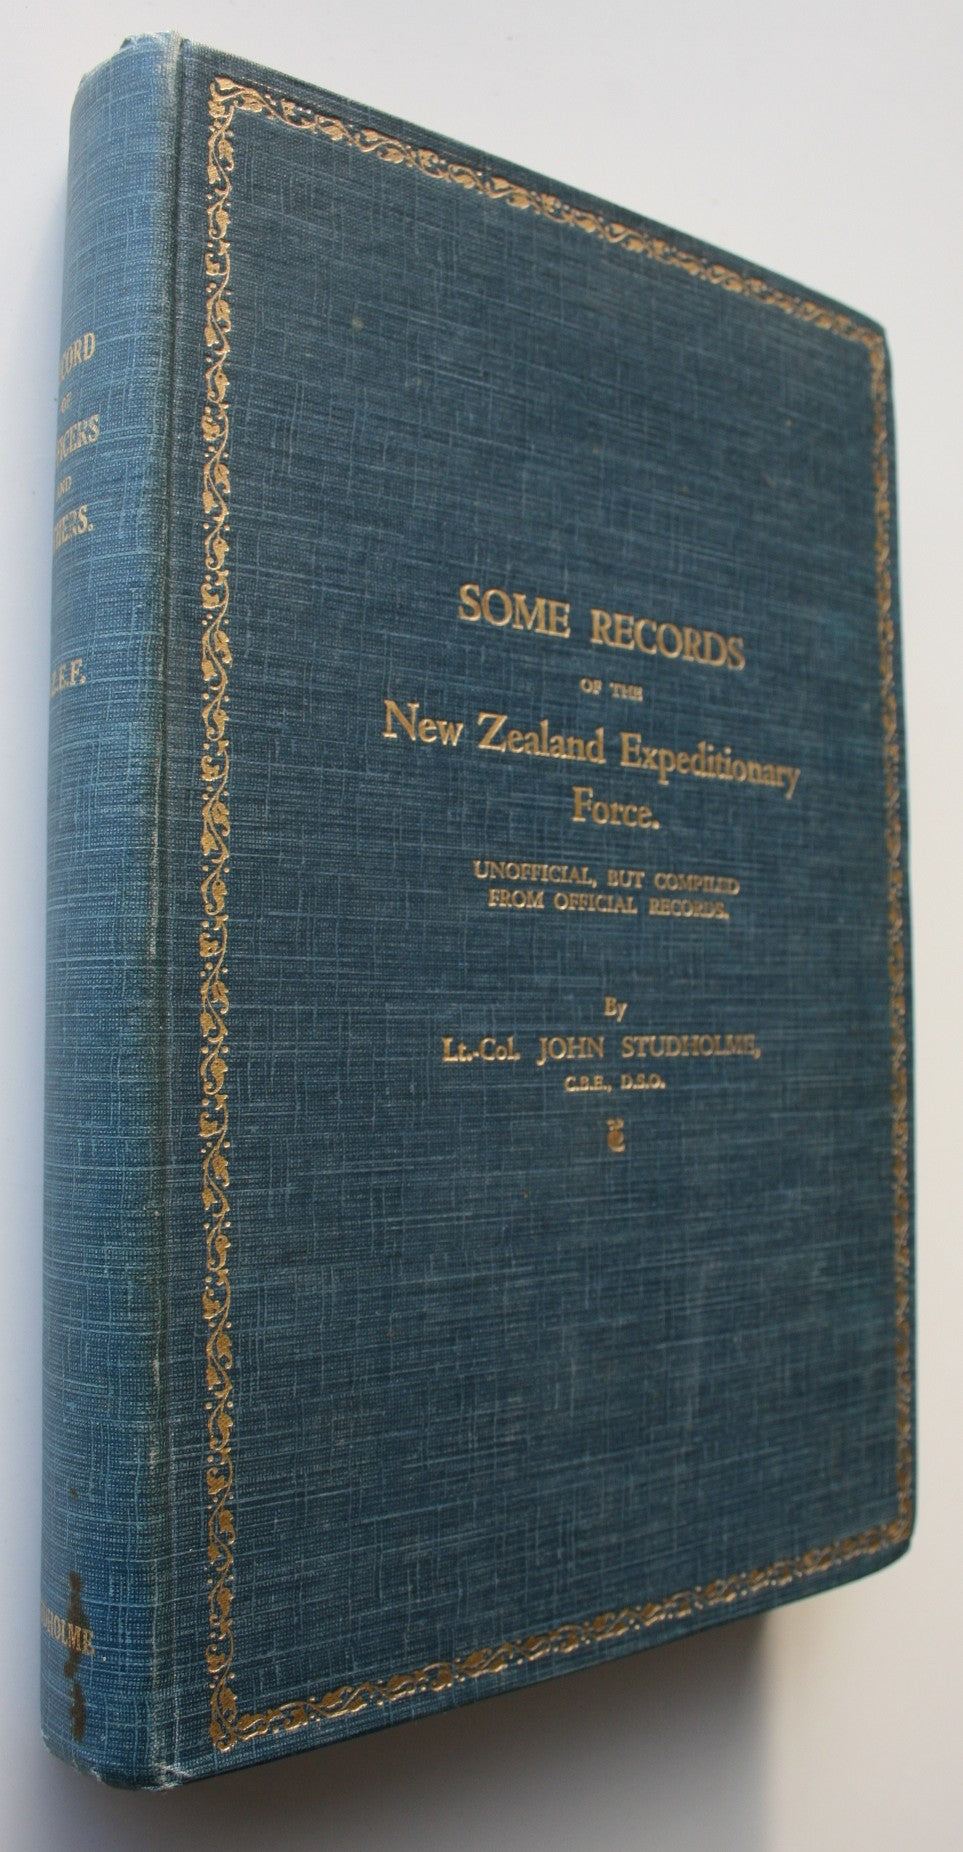 SOME RECORDS
OF THE
New Zealand Expeditionary
Force.
UNOFFICIAL, BUT COMPILED
FROM OFFICIAL RECORDS.
By
Lt.-Col. JOHN STUDHOLME,
C.B.E., D.S.O.
OF
AND